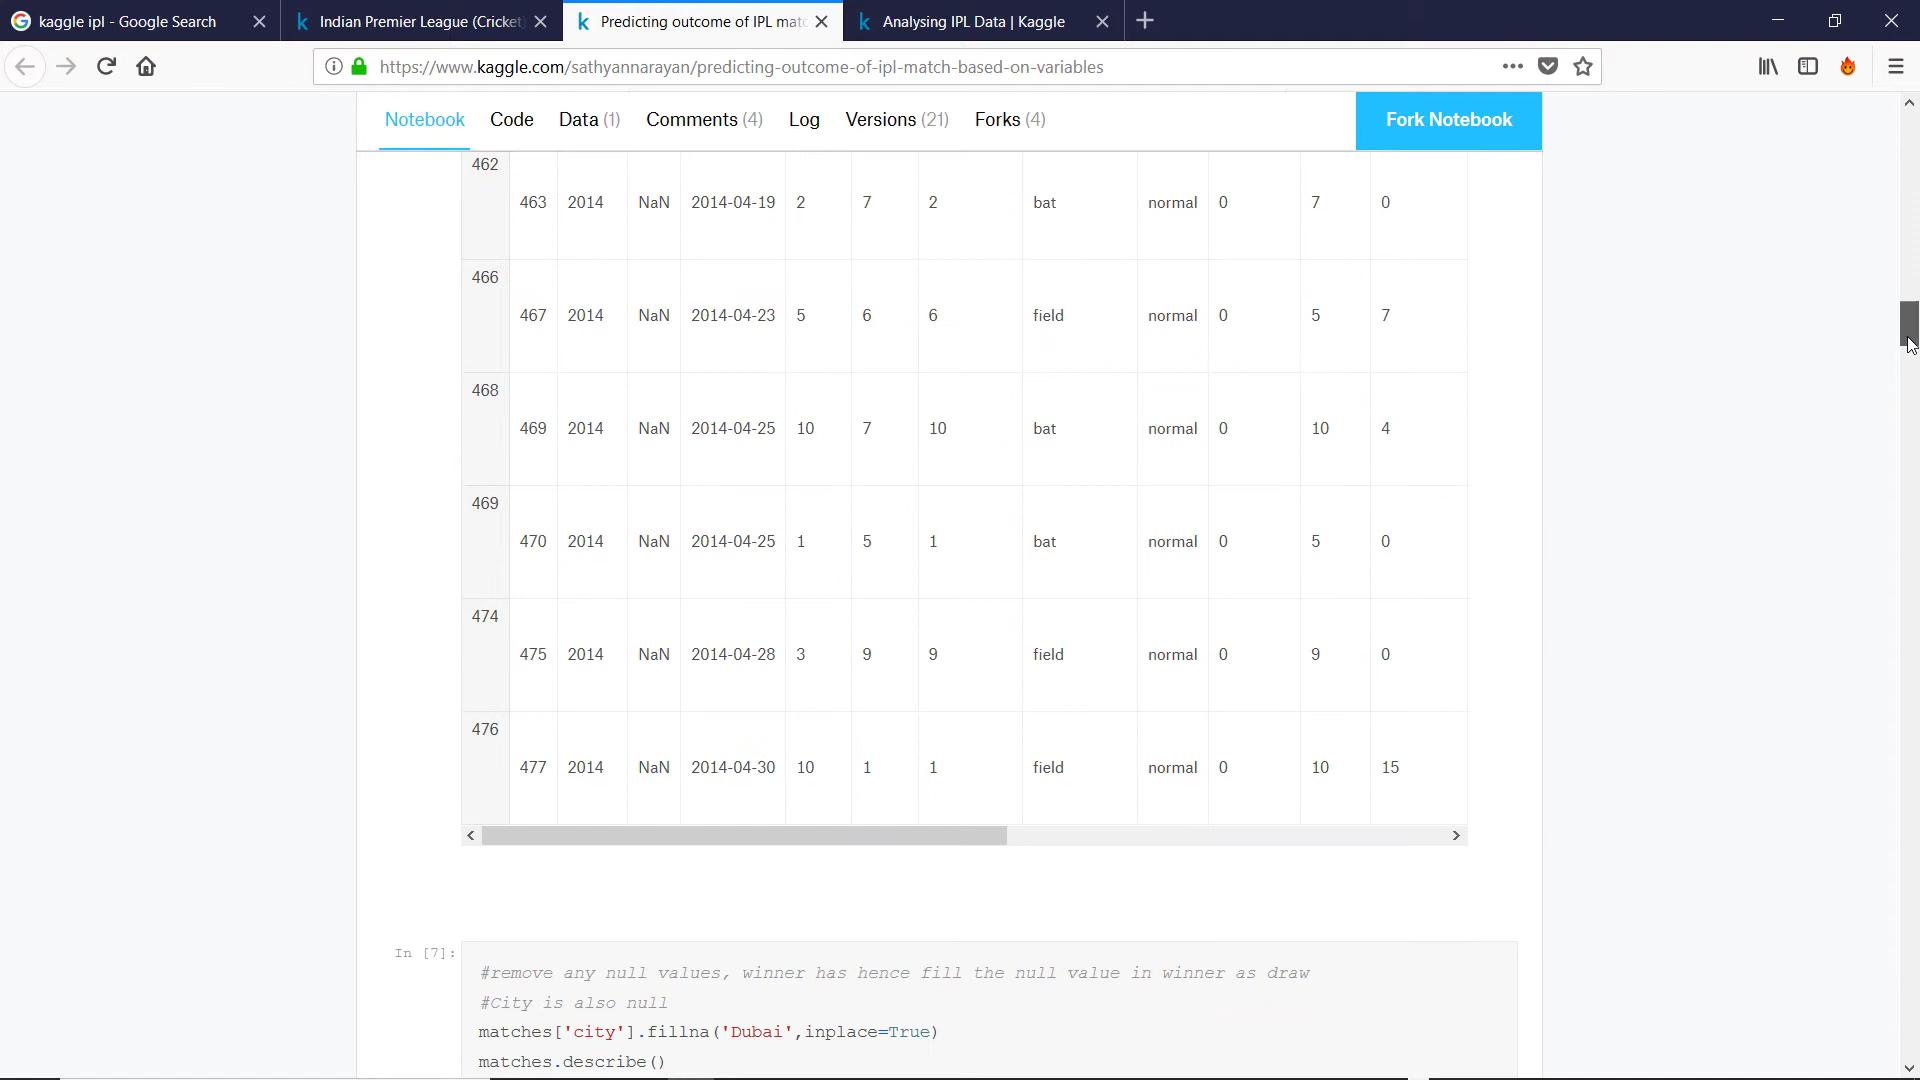 kaggle ipl - Google Search
Indian Premier League (Cricket
Predicting outcome of IPL mat
Analysing IPL Data | Kaggle
https://www.kaggle.com/sathyannarayan/predicting-outcome-of-ipl-match-based-on-variables
Notebook Code Data (1) Comments (4) Log Versions (21) Forks (4) Fork Notebook
462
463 2014 NaN 2014-04-19 2 7 2 bat normal 0 7 0
466
467 2014 NaN 2014-04-23 5 6 6 field normal 0 5 7
468
469 2014 NaN 2014-04-25 10 7 10 bat normal 0 10 4
469
470 2014 NaN 2014-04-25 1 5 1 bat normal 0 5 0
474
475 2014 NaN 2014-04-28 3 9 9 field normal 0 9 0
476
477 2014 NaN 2014-04-30 10 1 1 field normal 0 10 15
In [7]:
#remove any null values, winner has hence fill the null value in winner as draw
#City is also null
matches['city'].fillna('Dubai',inplace=True)
matches.describe()